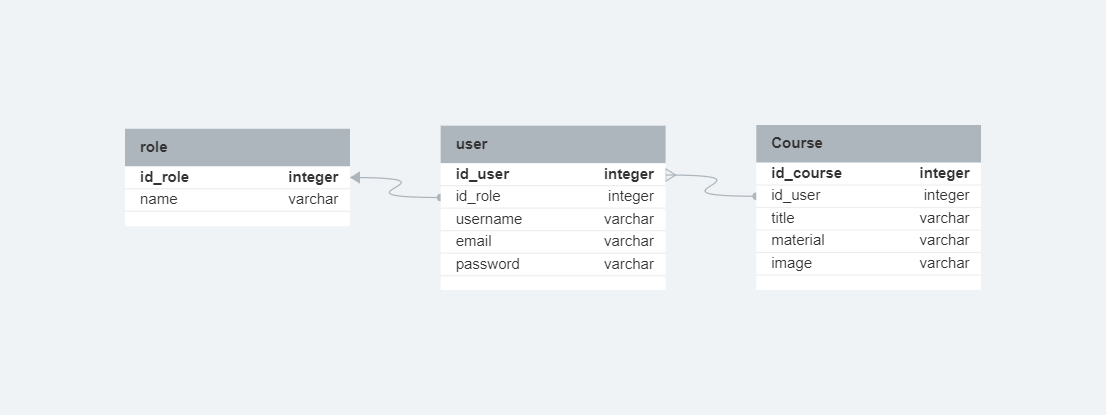 role
id_role integer
name varchar
user
id_user integer
id_role integer
username varchar
email varchar
password varchar
Course
id_course integer
id_user integer
title varchar
material varchar
image varchar